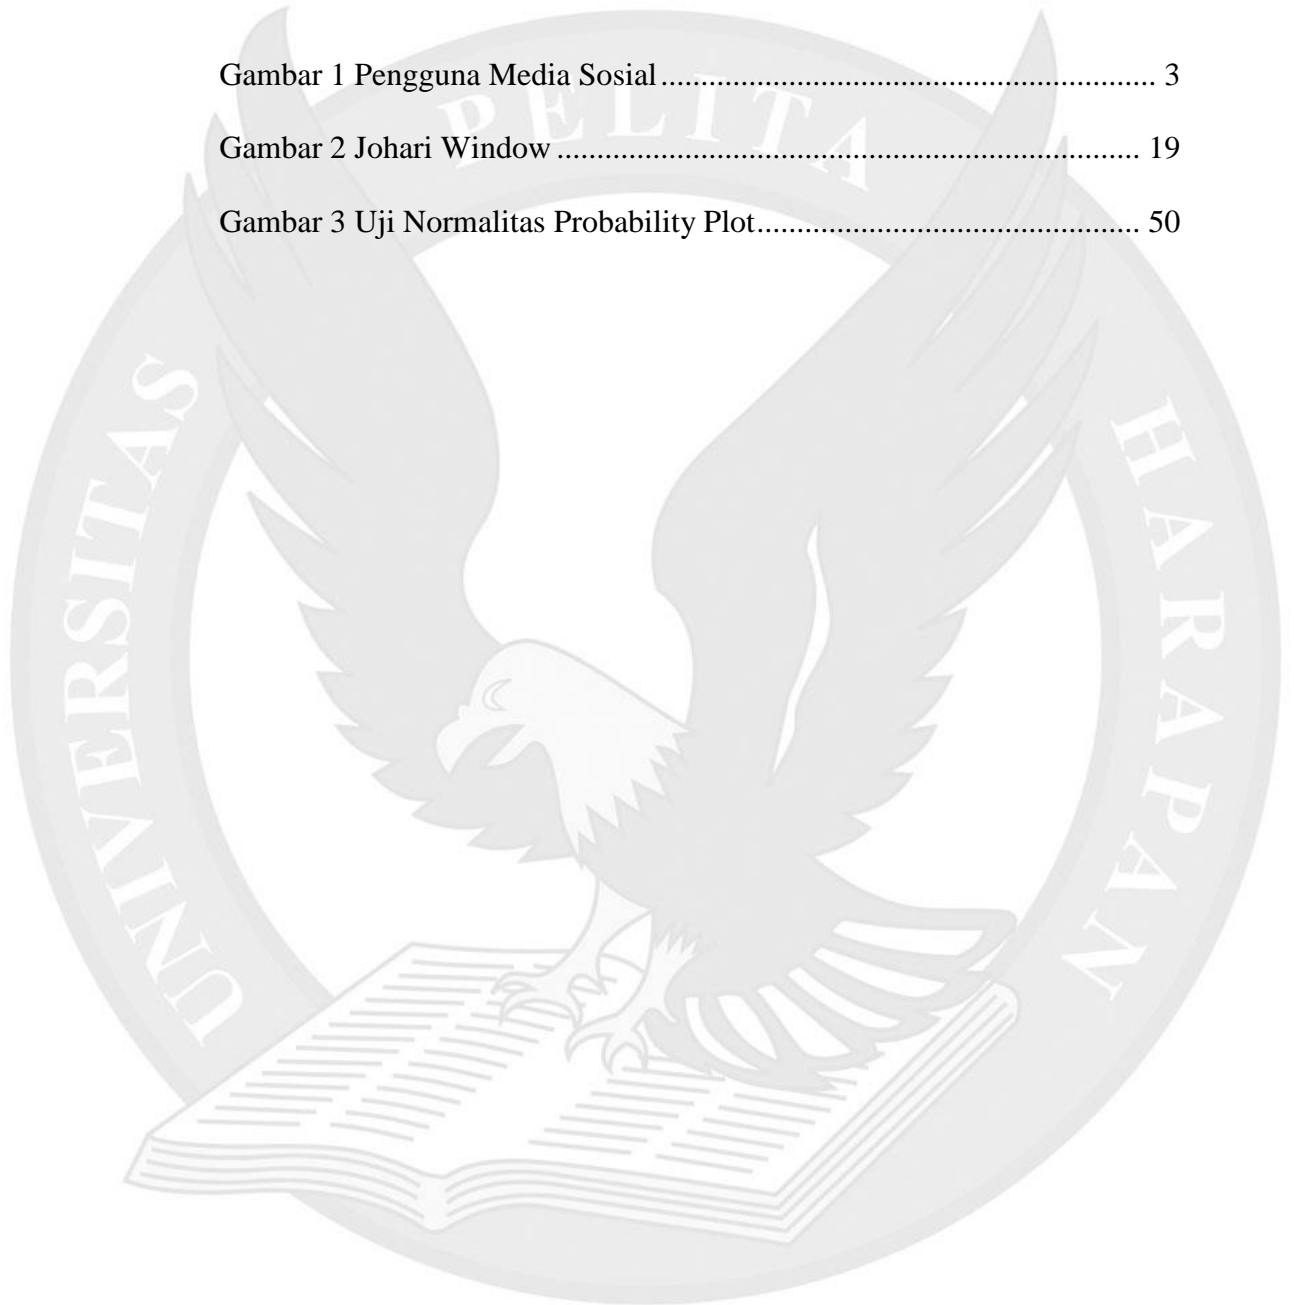 Gambar 1 Pengguna Media Sosial............................................................... 3
Gambar 2 Johari Window.......................................................................... 19
Gambar 3 Uji Normalitas Probability Plot................................................. 50
UNIVERSITAS PELITA HARAPAN